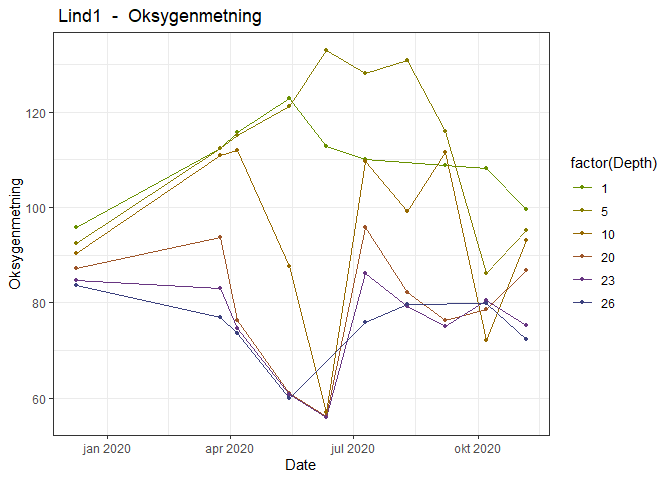 Lind1 - Oksygenmetning
Oksygenmetning
120
100
80
60
jan 2020
apr 2020
jul 2020
okt 2020
Date
factor(Depth)
1
5
10
20
23
26